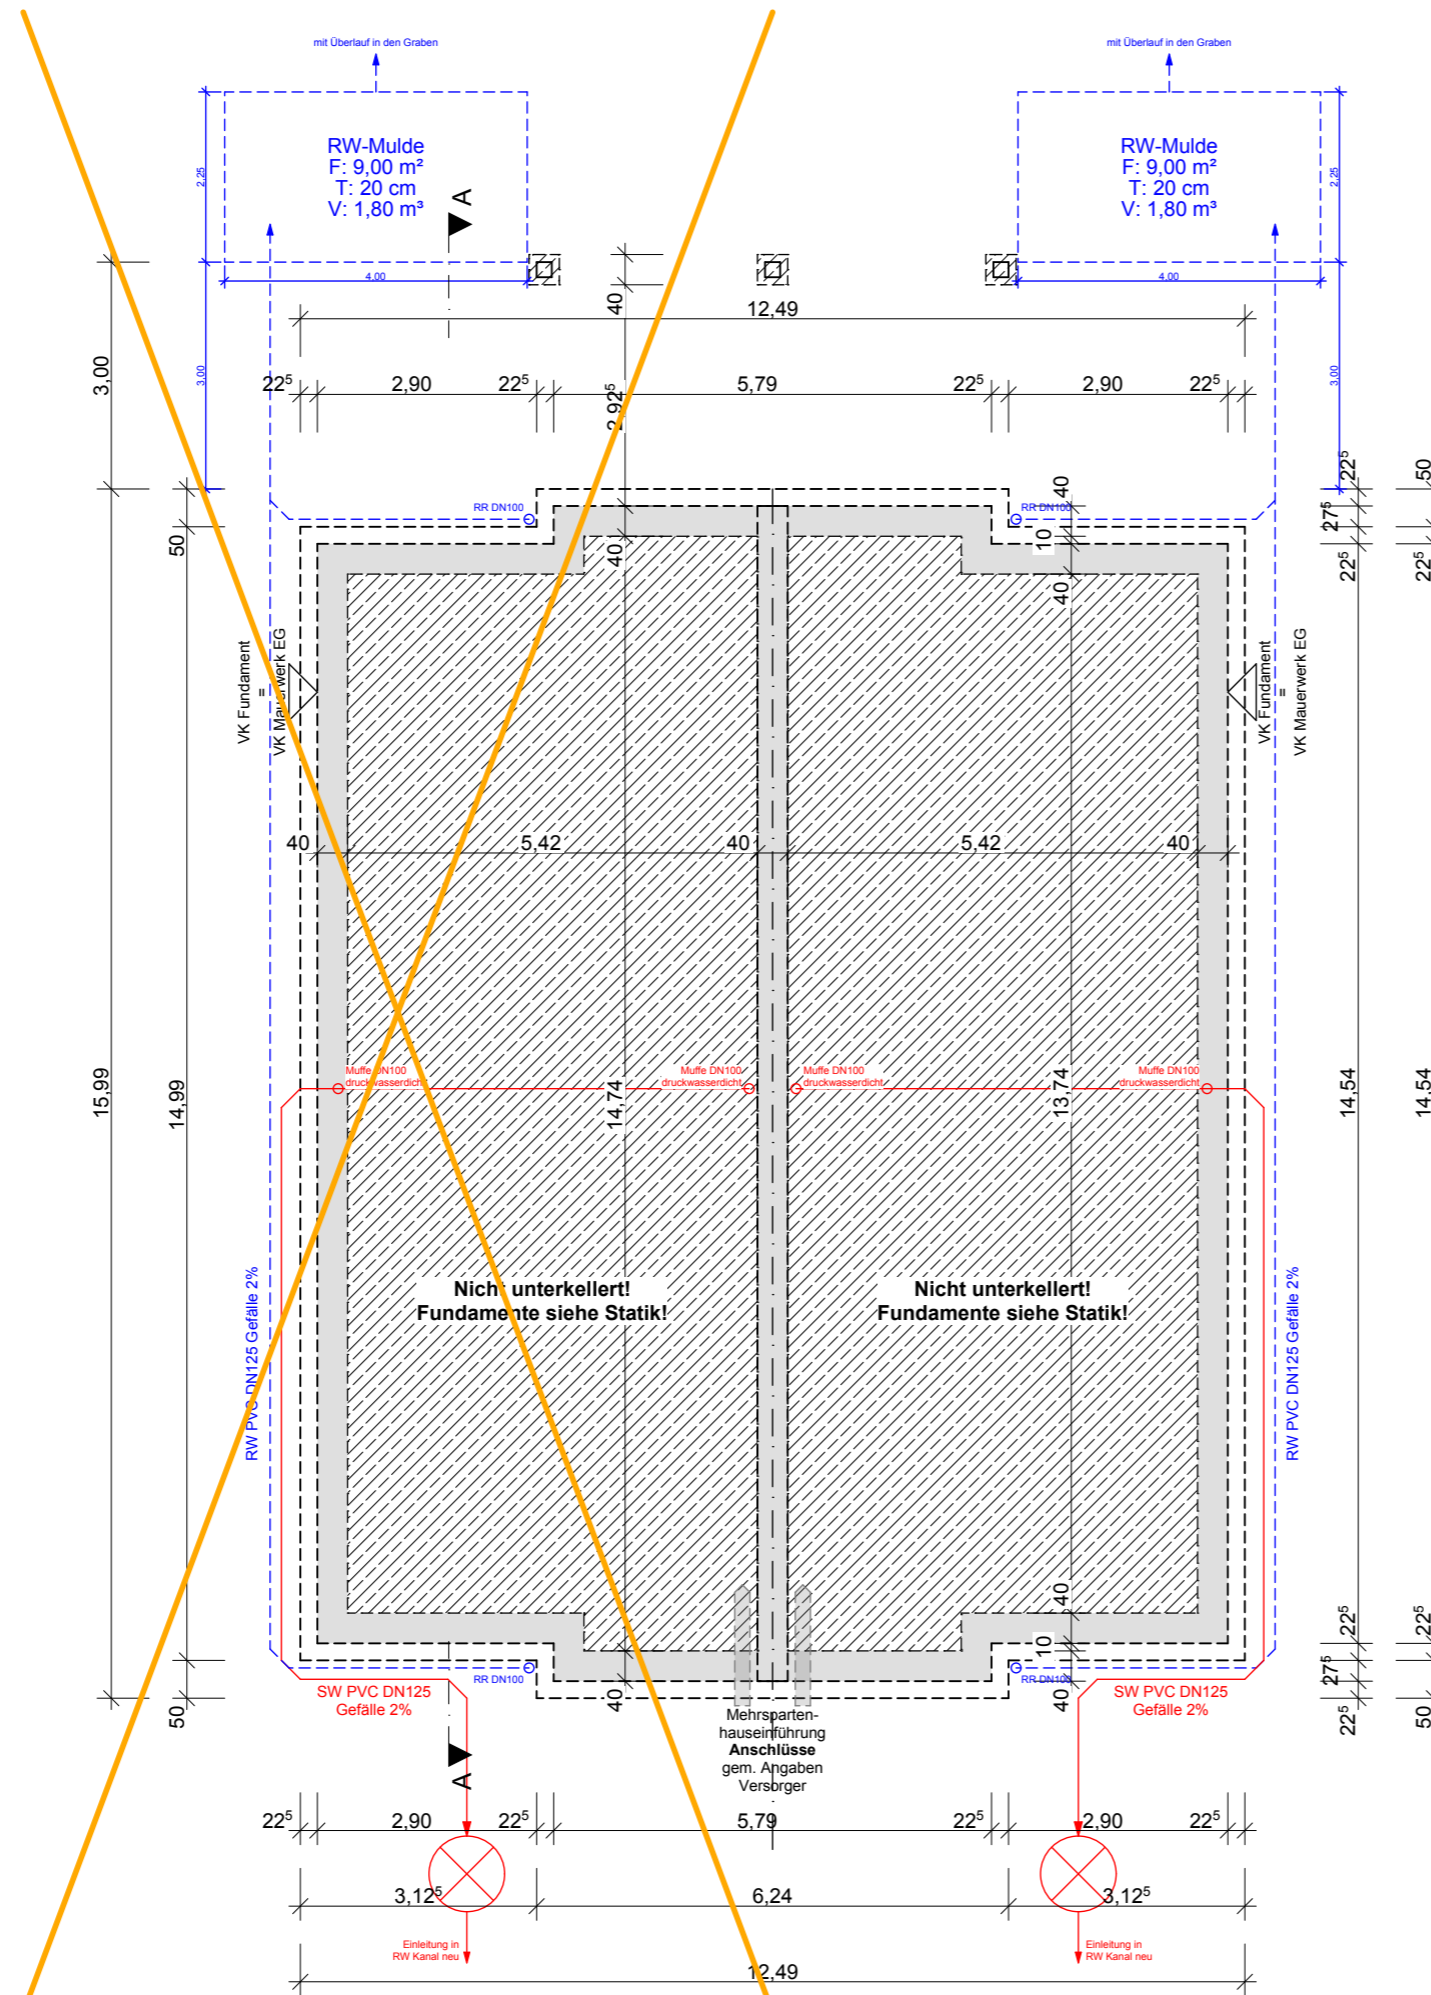 mit Überlauf in den Graben
mit Überlauf in den Graben
RW-Mulde
F: 9,00 m²
T: 20 cm
V: 1,80 m³
RW-Mulde
F: 9,00 m²
T: 20 cm
V: 1,80 m³
2,25
2,25
A
4,00
4,00
40
12,49
3,00
3,00
3,00
22⁵
2,90
22⁵
2,92⁵
5,79
22⁵
2,90
22⁵
RR DN100
RR DN100
40
10
40
40
50
22⁵
27⁵
22⁵
50
22⁵
VK Fundament
=
VK Mauerwerk EG
VK Fundament
=
VK Mauerwerk EG
40
5,42
40
5,42
40
15,99
14,99
Muffe DN100
druckwasserdicht
Muffe DN100
druckwasserdicht
Muffe DN100
druckwasserdicht
Muffe DN100
druckwasserdicht
14,74
13,74
14,54
14,54
Nicht unterkellert!
Fundamente siehe Statik!
Nicht unterkellert!
Fundamente siehe Statik!
RW PVC DN125 Gefälle 2%
RW PVC DN125 Gefälle 2%
40
10
40
40
22⁵
27⁵
22⁵
22⁵
50
50
RR DN100
RR DN100
SW PVC DN125
Gefälle 2%
SW PVC DN125
Gefälle 2%
Mehrsparten-
hauseinführung
Anschlüsse
gem. Angaben
Versorger
A
22⁵
2,90
22⁵
5,79
22⁵
2,90
22⁵
3,12⁵
6,24
3,12⁵
Einleitung in
RW Kanal neu
Einleitung in
RW Kanal neu
12,49